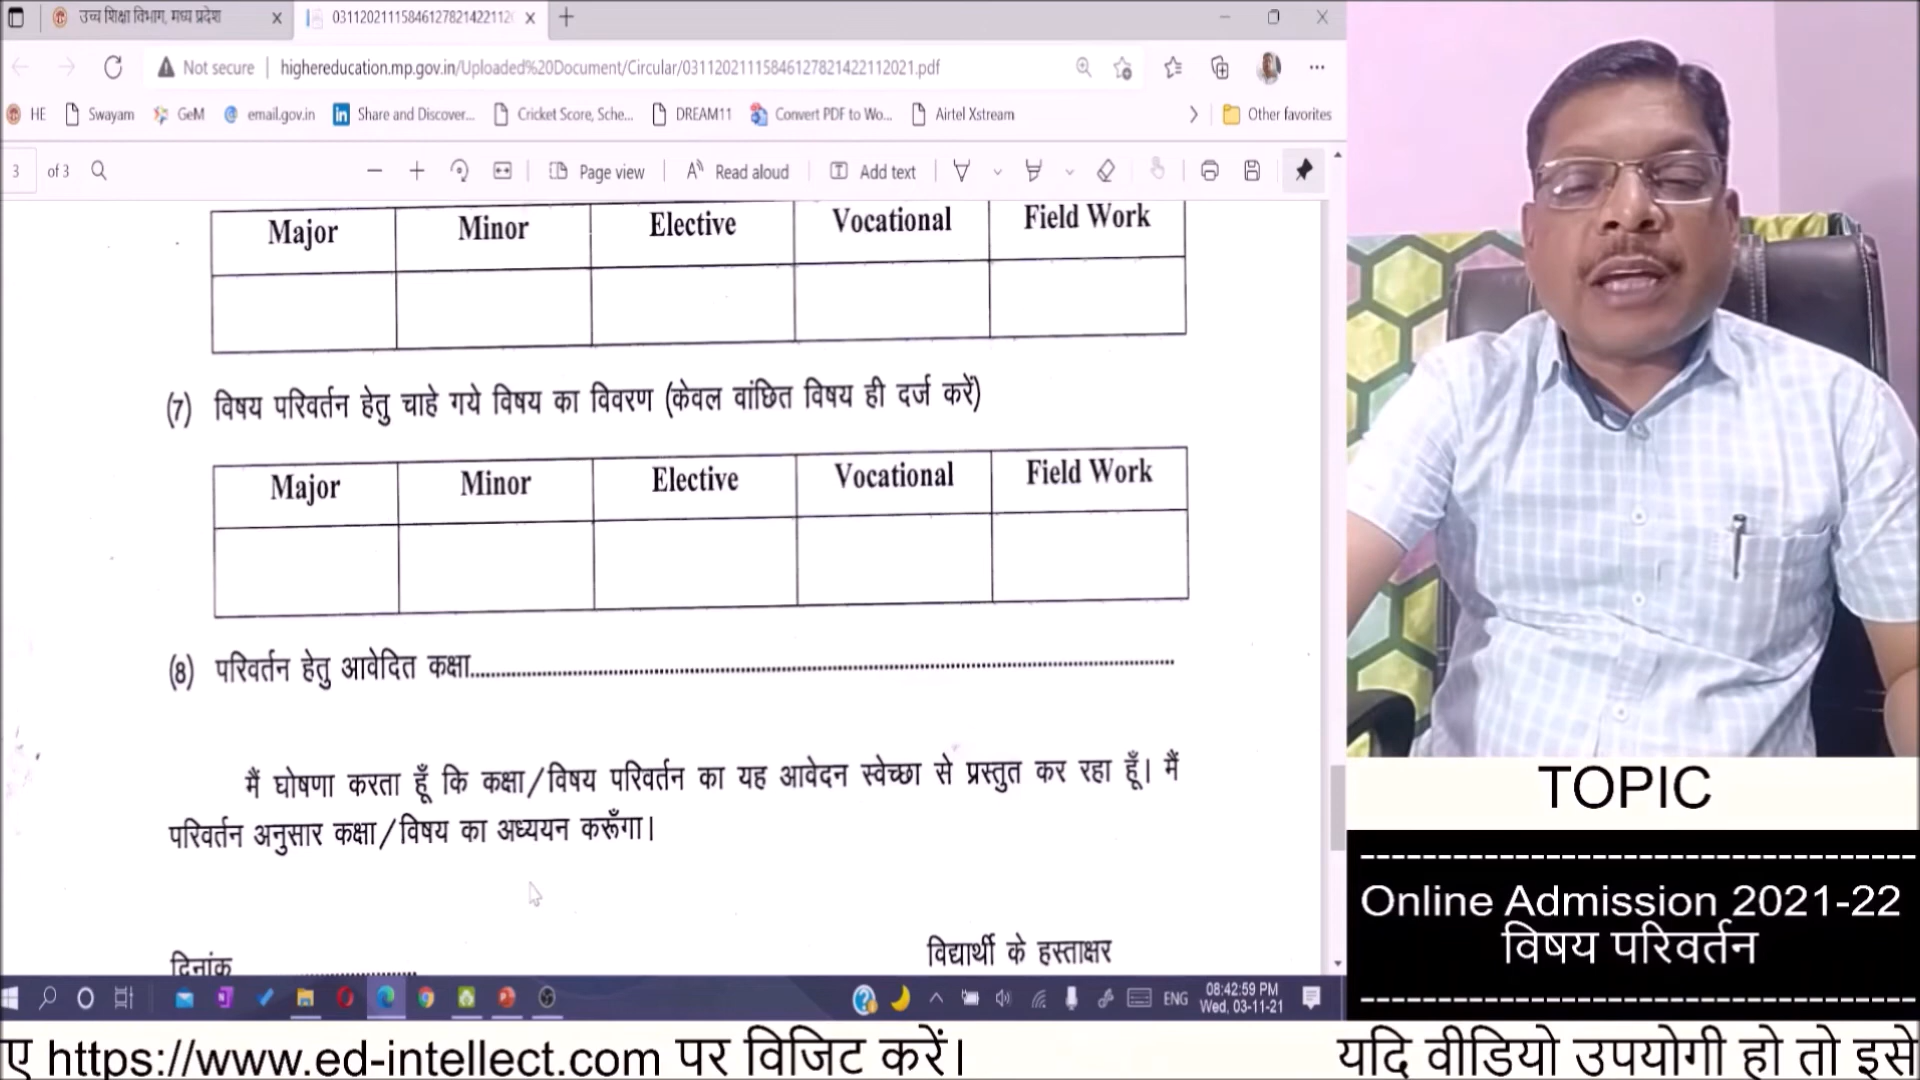 उच्च शिक्षा विभाग, मध्य प्रदेश
03112021115846127821422112
Not secure
highereducation.mp.gov.in/Uploaded%20Document/Circular/03112021115846127821422112021.pdf
HE Swayam GeM email.gov.in Share and Discover... Cricket Score, Sche... DREAM11 Convert PDF to Wo... Airtel Xstream Other favorites
3 of 3 Page view Read aloud Add text
Major Minor Elective Vocational Field Work
(7) विषय परिवर्तन हेतु चाहे गये विषय का विवरण (केवल वांछित विषय ही दर्ज करें)
Major Minor Elective Vocational Field Work
(8) परिवर्तन हेतु आवेदित कक्षा......................................................
मैं घोषणा करता हूँ कि कक्षा/विषय परिवर्तन का यह आवेदन स्वेच्छा से प्रस्तुत कर रहा हूँ। मैं
परिवर्तन अनुसार कक्षा/विषय का अध्ययन करूँगा।
विद्यार्थी के हस्ताक्षर
दिनांक ..................
ENG 08:42:59 PM
Wed, 03-11-21
TOPIC
Online Admission 2021-22
विषय परिवर्तन
ए https://www.ed-intellect.com पर विजिट करें। यदि वीडियो उपयोगी हो तो इसे